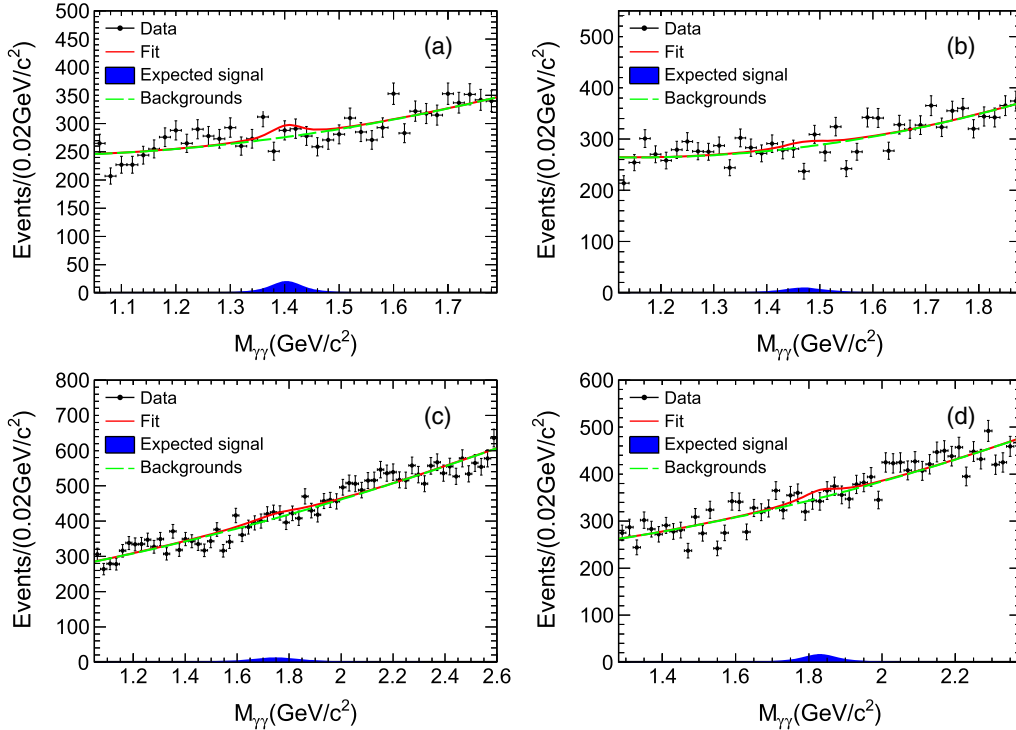 Events/(0.02GeV/c²)
500
450
400
350
300
250
200
150
100
50
0
Data
Fit
Expected signal
Backgrounds
(a)
1.1 1.2 1.3 1.4 1.5 1.6 1.7
Mγγ(GeV/c²)
Events/(0.02GeV/c²)
500
400
300
200
100
0
Data
Fit
Expected signal
Backgrounds
(b)
1.2 1.3 1.4 1.5 1.6 1.7 1.8
Mγγ(GeV/c²)
Events/(0.02GeV/c²)
800
700
600
500
400
300
200
100
0
Data
Fit
Expected signal
Backgrounds
(c)
1.2 1.4 1.6 1.8 2 2.2 2.4 2.6
Mγγ(GeV/c²)
Events/(0.02GeV/c²)
600
500
400
300
200
100
0
Data
Fit
Expected signal
Backgrounds
(d)
1.4 1.6 1.8 2 2.2
Mγγ(GeV/c²)